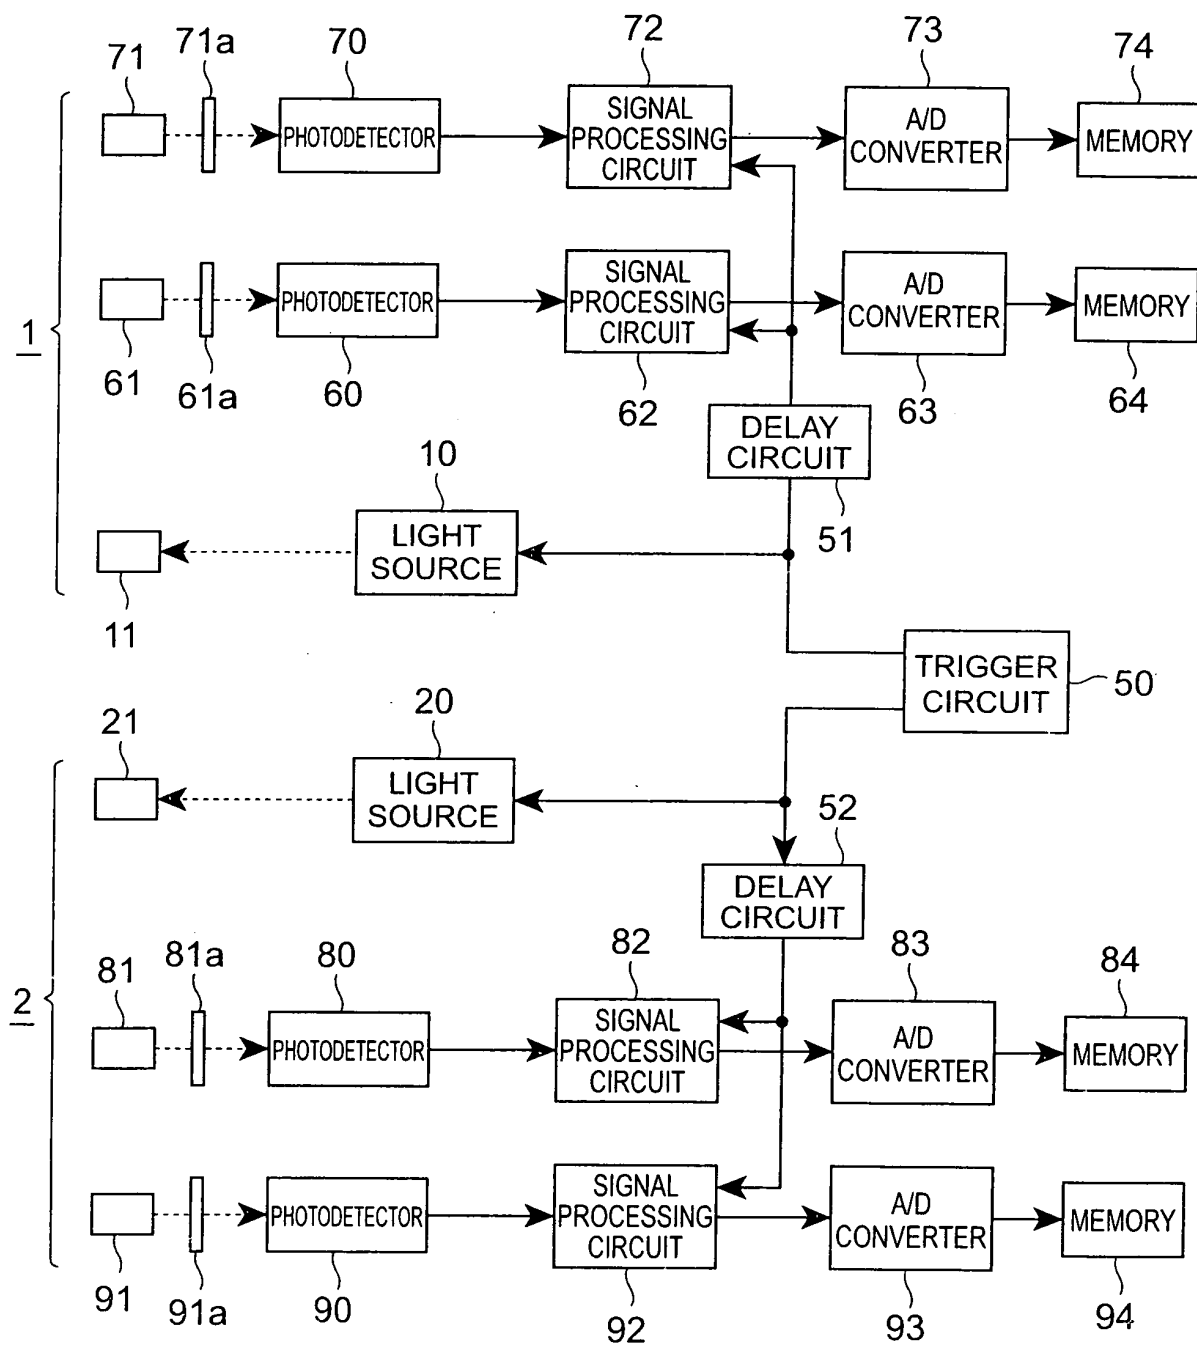 71
71a
70
72
73
74
PHOTODETECTOR
SIGNAL
PROCESSING
CIRCUIT
A/D
CONVERTER
MEMORY
1
PHOTODETECTOR
SIGNAL
PROCESSING
CIRCUIT
A/D
CONVERTER
MEMORY
61
61a
60
62
63
64
DELAY
CIRCUIT
51
10
LIGHT
SOURCE
11
TRIGGER
CIRCUIT
50
21
20
LIGHT
SOURCE
52
DELAY
CIRCUIT
2
81
81a
80
82
83
84
PHOTODETECTOR
SIGNAL
PROCESSING
CIRCUIT
A/D
CONVERTER
MEMORY
PHOTODETECTOR
SIGNAL
PROCESSING
CIRCUIT
A/D
CONVERTER
MEMORY
91
91a
90
92
93
94